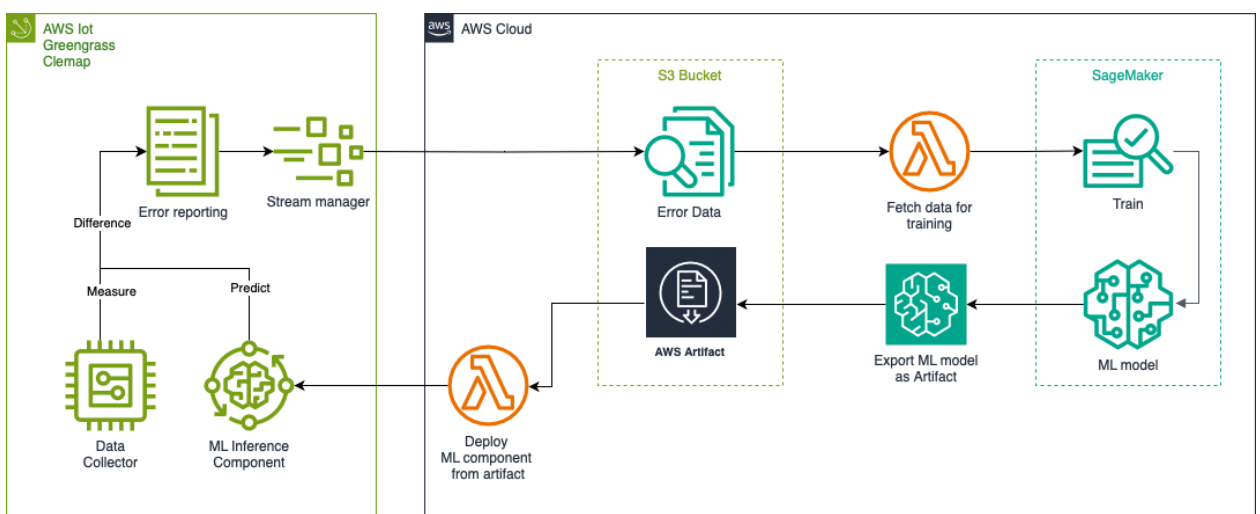 AWS Iot
Greengrass
Clemap
aws
AWS Cloud
S3 Bucket
SageMaker
Error reporting
Stream manager
Error Data
Fetch data for
training
Train
Difference
Measure
Predict
AWS Artifact
Export ML model
as Artifact
ML model
Data
Collector
ML Inference
Component
Deploy
ML component
from artifact